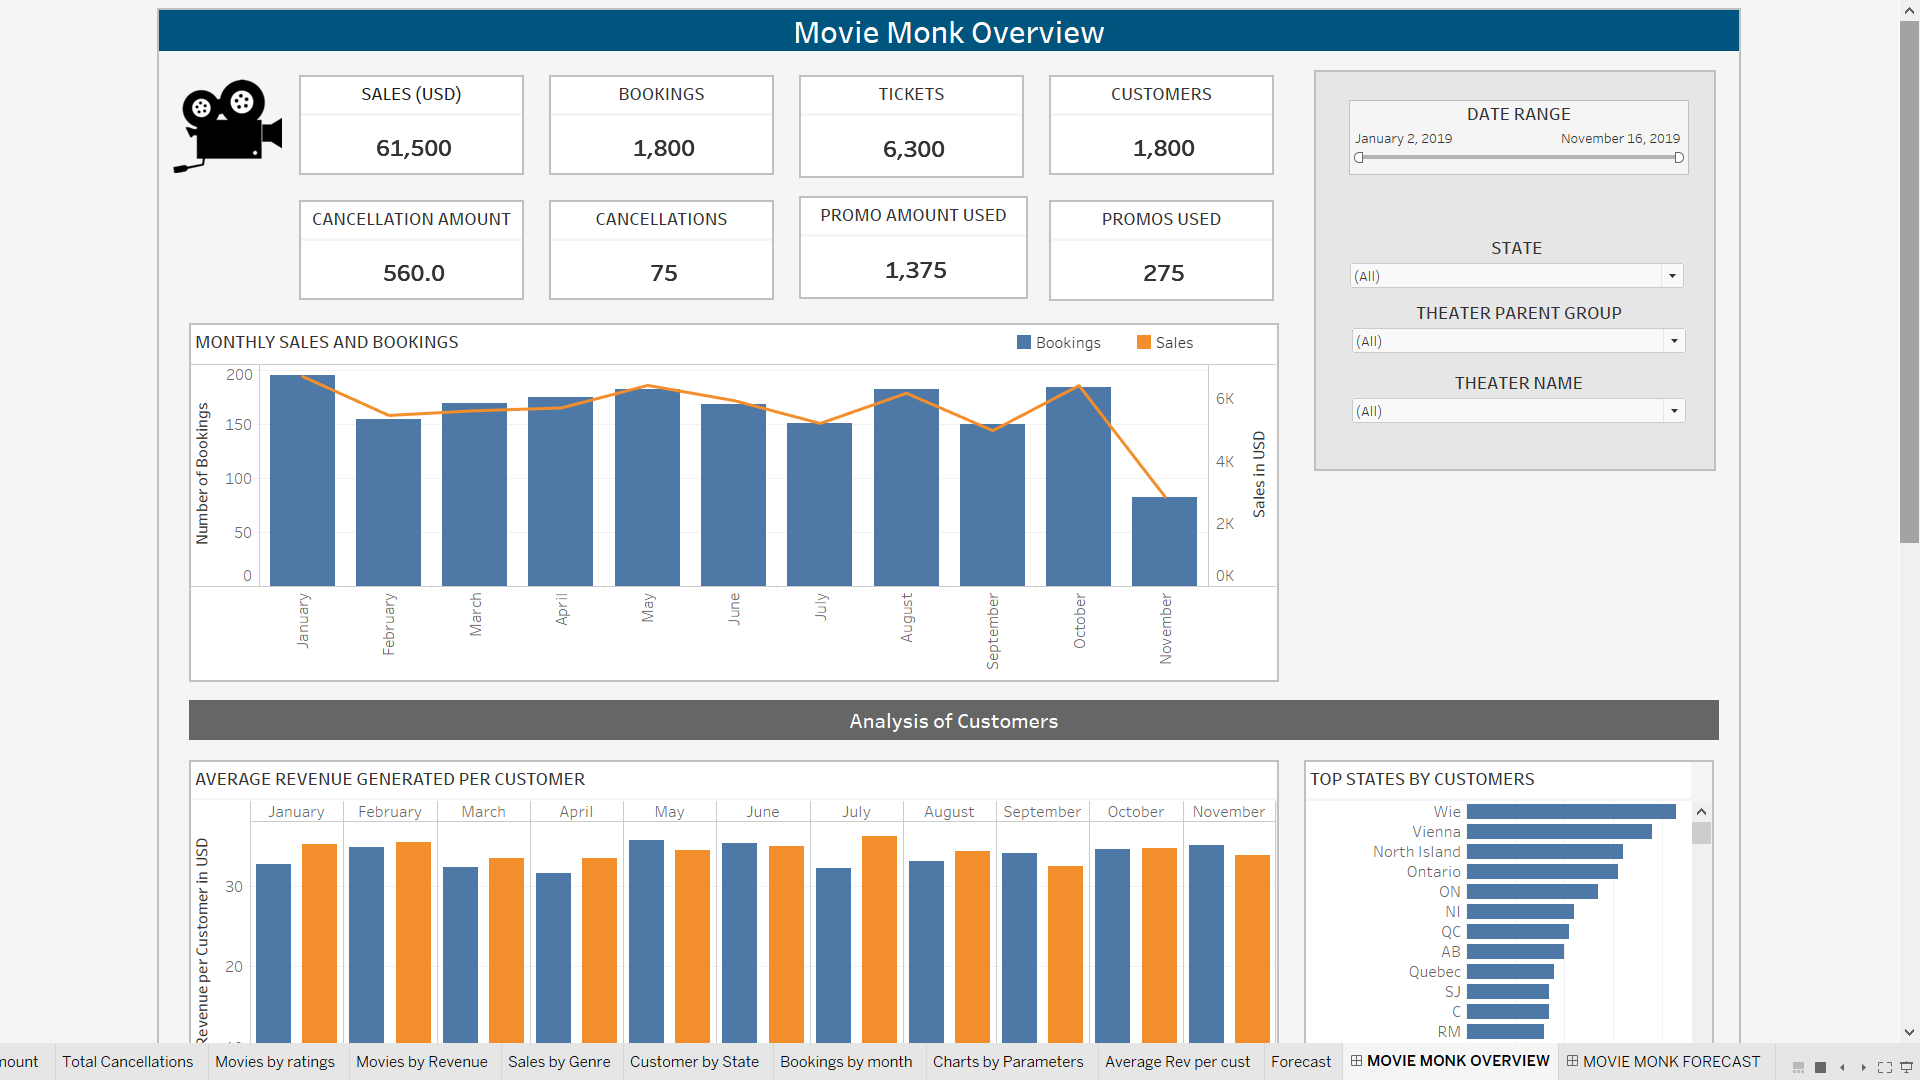 Movie Monk Overview
SALES (USD)
61,500
BOOKINGS
1,800
TICKETS
6,300
CUSTOMERS
1,800
CANCELLATION AMOUNT
560.0
CANCELLATIONS
75
PROMO AMOUNT USED
1,375
PROMOS USED
275
DATE RANGE
January 2, 2019 November 16, 2019
STATE
(All)
THEATER PARENT GROUP
(All)
THEATER NAME
(All)
MONTHLY SALES AND BOOKINGS
Bookings Sales
Number of Bookings
200
150
100
50
0
6K
4K
2K
0K
Sales in USD
January February March April May June July August September October November
Analysis of Customers
AVERAGE REVENUE GENERATED PER CUSTOMER
January February March April May June July August September October November
Revenue per Customer in USD
30
20
TOP STATES BY CUSTOMERS
Wie
Vienna
North Island
Ontario
ON
NI
QC
AB
Quebec
SJ
C
RM
mount Total Cancellations Movies by ratings Movies by Revenue Sales by Genre Customer by State Bookings by month Charts by Parameters Average Rev per cust Forecast MOVIE MONK OVERVIEW MOVIE MONK FORECAST